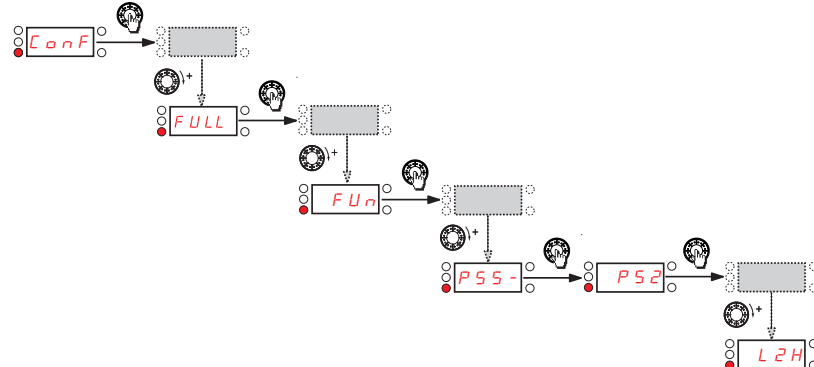 ConF
+
FULL
+
FUn
+
PSS-
PS2
+
L2H